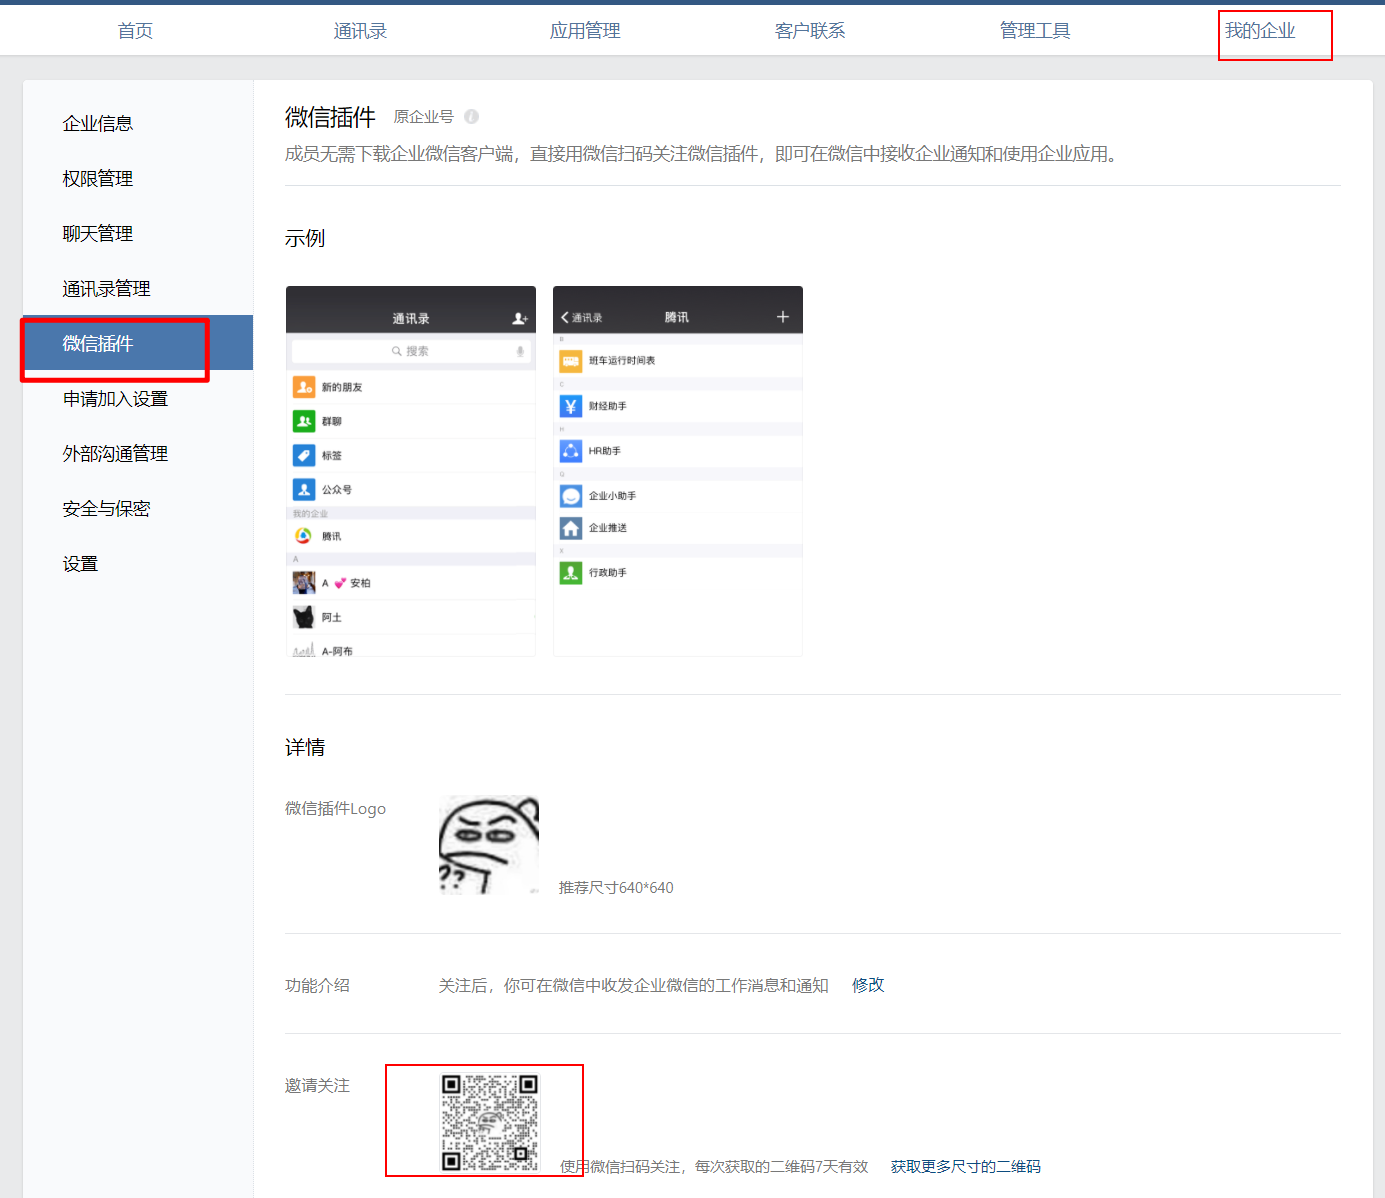 首页 通讯录 应用管理 客户联系 管理工具 我的企业
企业信息
权限管理
聊天管理
通讯录管理
微信插件
申请加入设置
外部沟通管理
安全与保密
设置
微信插件 原企业号
成员无需下载企业微信客户端，直接用微信扫码关注微信插件，即可在微信中接收企业通知和使用企业应用。
示例
通讯录
搜索
新的朋友
群聊
标签
公众号
我的企业
腾讯
A
A 💕 安柏
阿土
A-阿布
通讯录 腾讯
R
班车运行时间表
C
财经助手
H
HR助手
Q
企业小助手
企业推送
X
行政助手
详情
微信插件Logo
??
推荐尺寸640*640
功能介绍 关注后，你可在微信中收发企业微信的工作消息和通知 修改
邀请关注
使用微信扫码关注，每次获取的二维码7天有效 获取更多尺寸的二维码